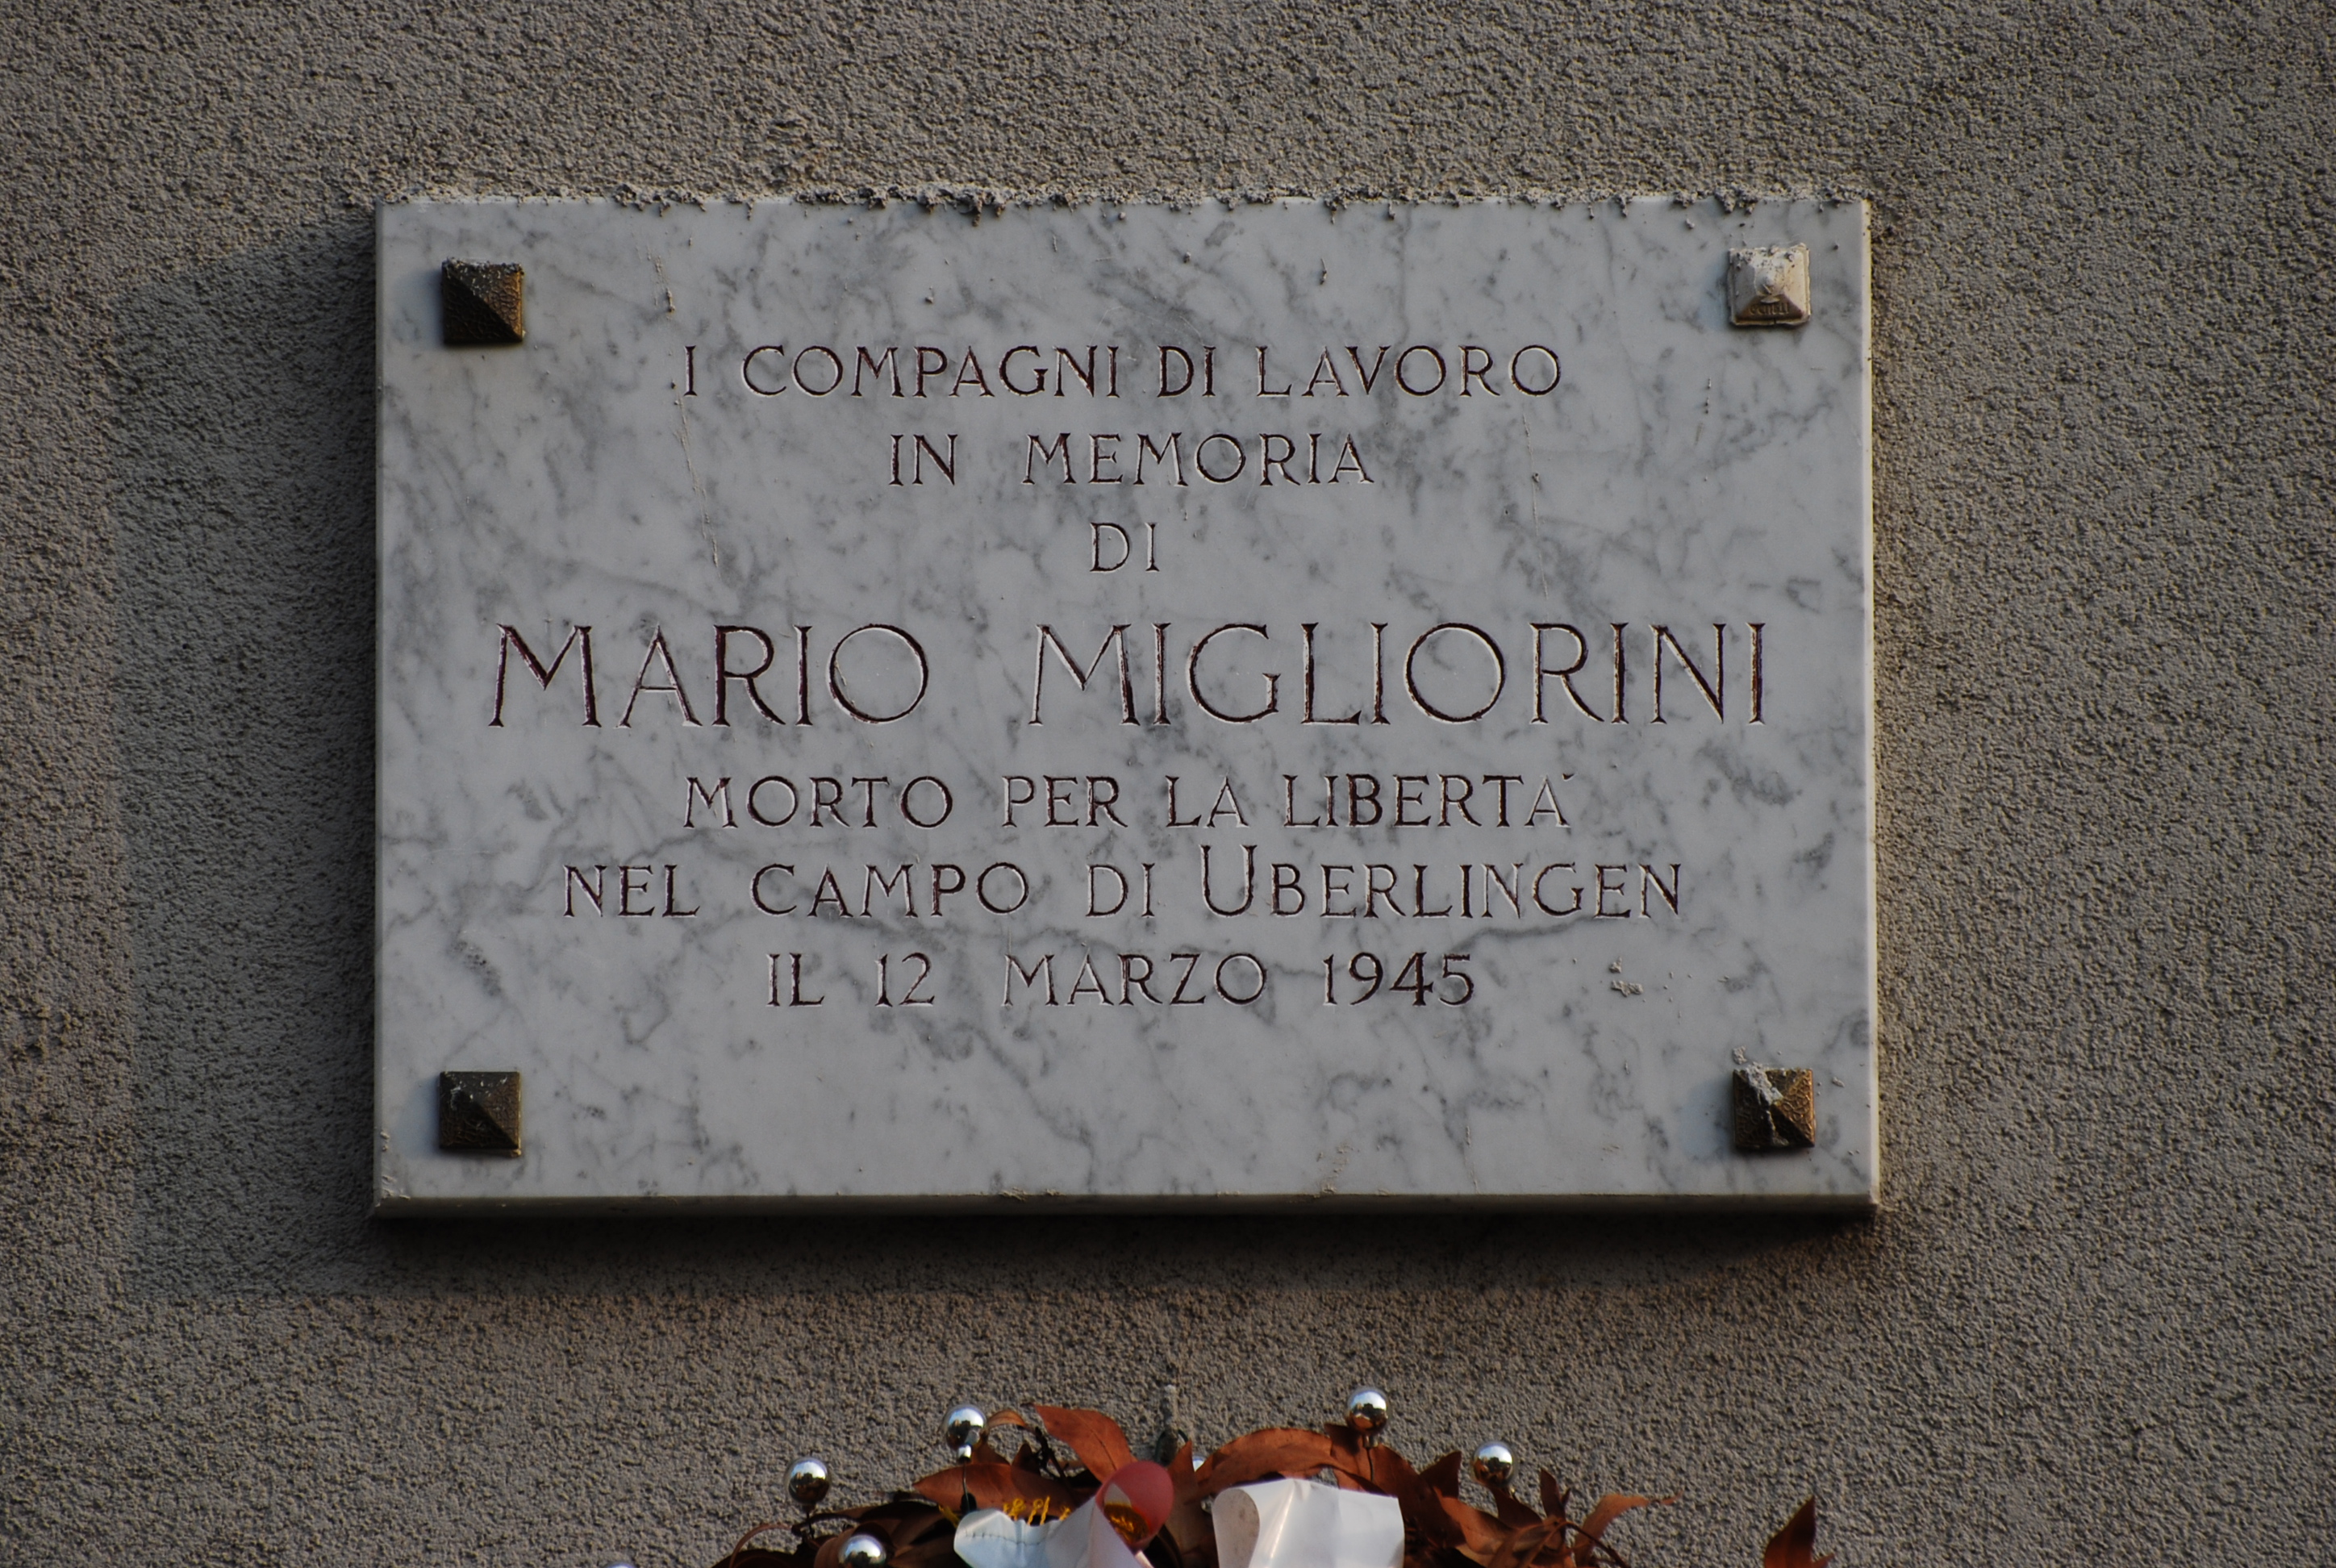 I COMPAGNI DI LAVORO
IN MEMORIA
DI
MARIO MIGLIORINI
MORTO PER LA LIBERTA'
NEL CAMPO DI UBERLINGEN
IL 12 MARZO 1945